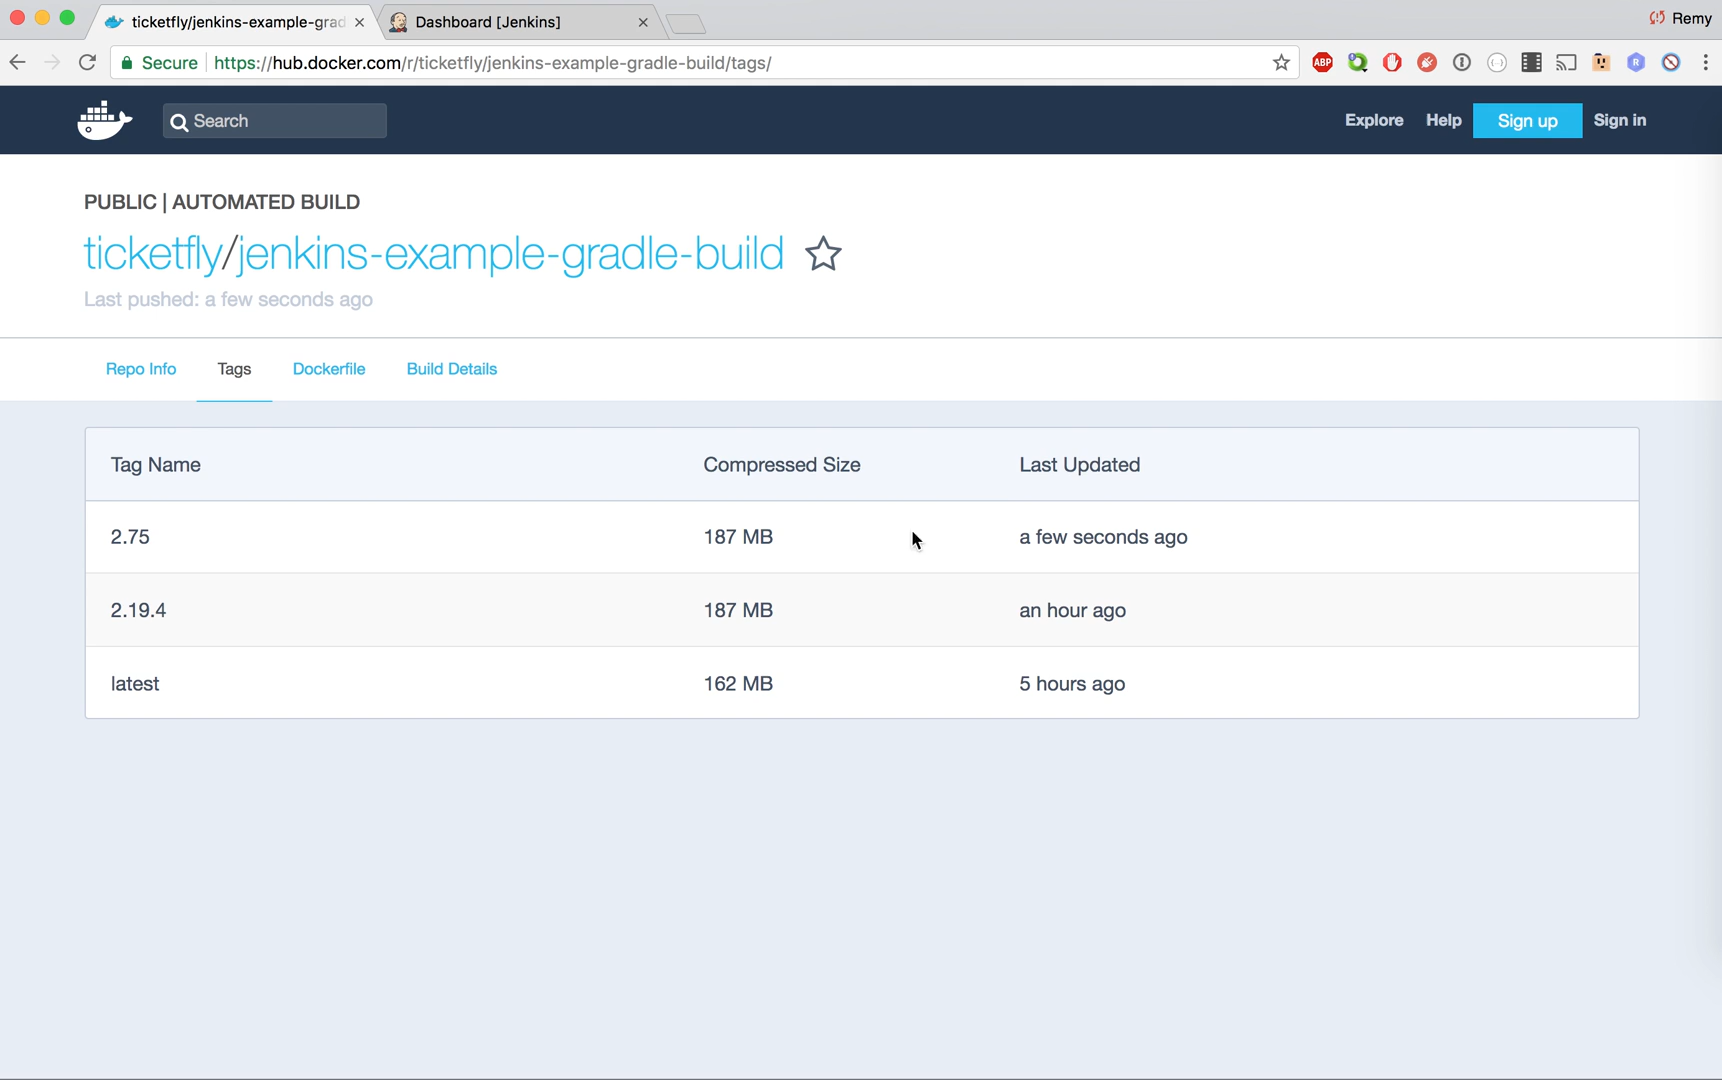 ticketfly/jenkins-example-grad
Dashboard [Jenkins]
Remy
Secure https://hub.docker.com/r/ticketfly/jenkins-example-gradle-build/tags/
ABP
R
Search
Explore Help Sign up Sign in
PUBLIC | AUTOMATED BUILD
ticketfly/jenkins-example-gradle-build
Last pushed: a few seconds ago
Repo Info Tags Dockerfile Build Details
Tag Name Compressed Size Last Updated
2.75 187 MB a few seconds ago
2.19.4 187 MB an hour ago
latest 162 MB 5 hours ago